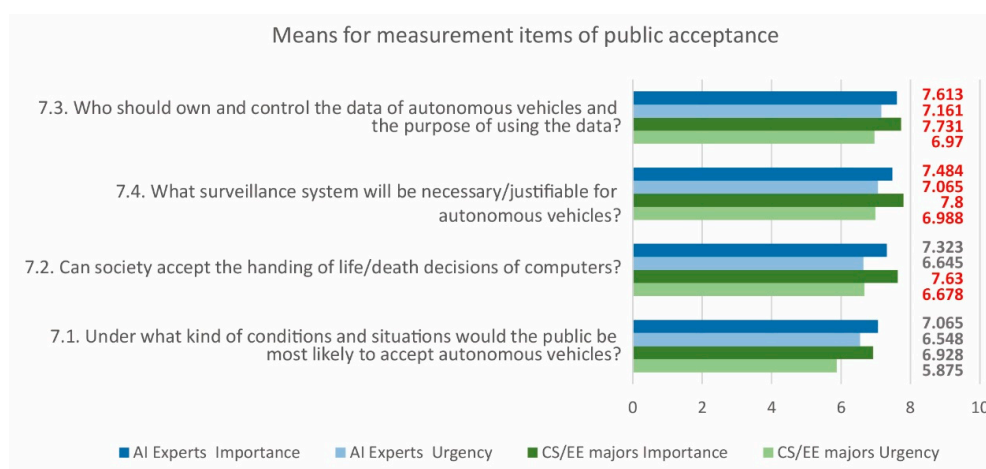 Means for measurement items of public acceptance
7.3. Who should own and control the data of autonomous vehicles and
the purpose of using the data?
7.613
7.161
7.731
6.97
7.4. What surveillance system will be necessary/justifiable for
autonomous vehicles?
7.484
7.065
7.8
6.988
7.2. Can society accept the handing of life/death decisions of computers?
7.323
6.645
7.63
6.678
7.1. Under what kind of conditions and situations would the public be
most likely to accept autonomous vehicles?
7.065
6.548
6.928
5.875
0 2 4 6 8 10
AI Experts Importance AI Experts Urgency CS/EE majors Importance CS/EE majors Urgency